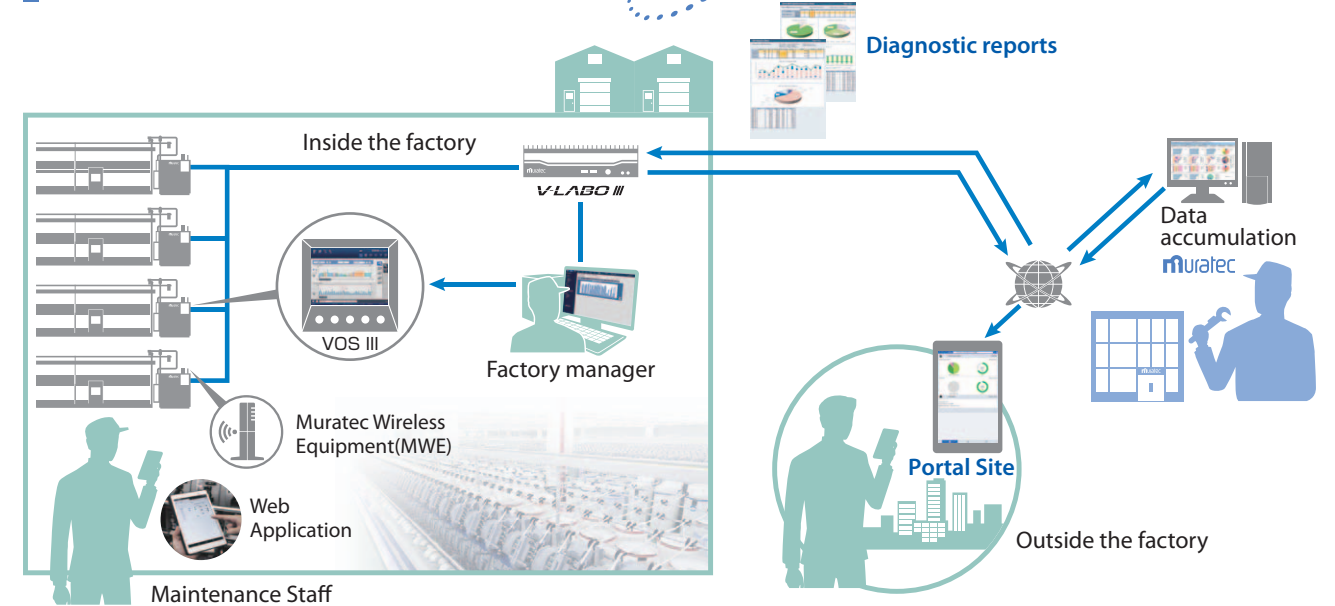 Diagnostic reports
Inside the factory
muratec
V-LABO III
Data
accumulation
muratec
VOS III
Factory manager
muratec
Muratec Wireless
Equipment(MWE)
Portal Site
Web
Application
Outside the factory
Maintenance Staff